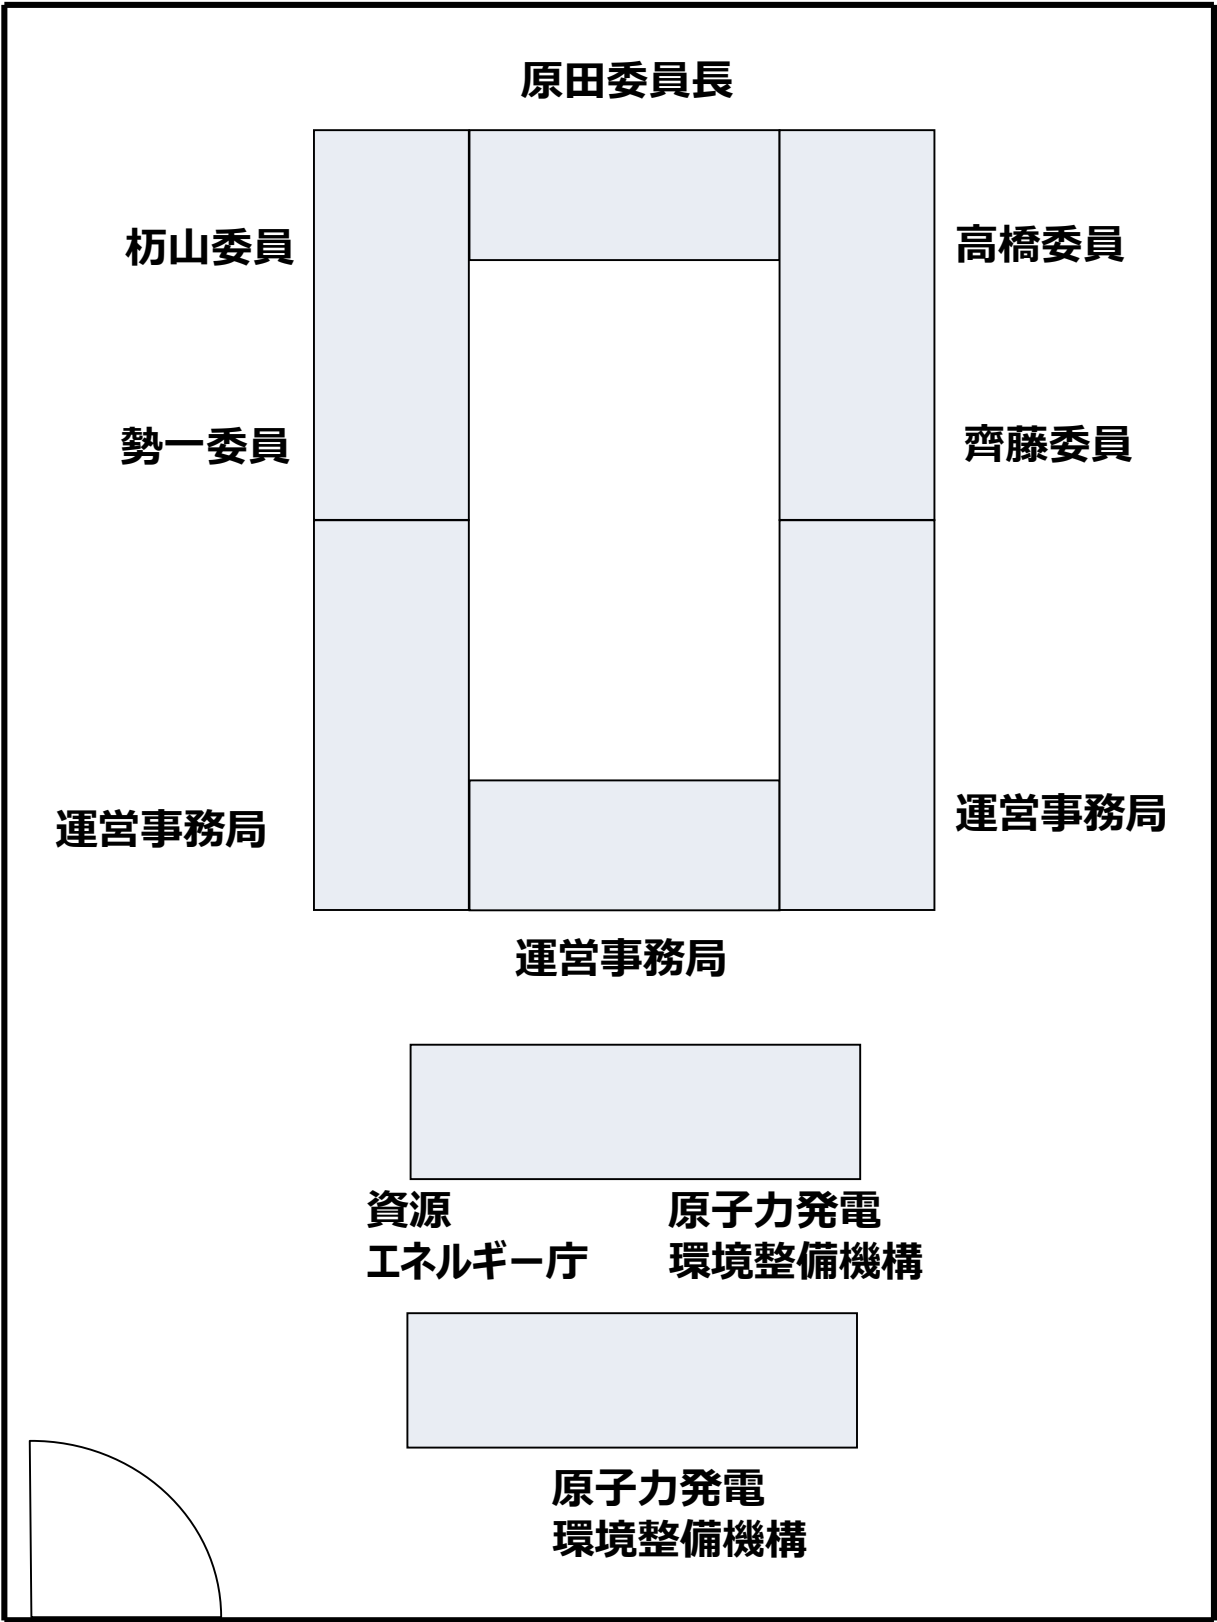 原田委員長
杤山委員
高橋委員
勢一委員
齊藤委員
運営事務局
運営事務局
運営事務局
資源
エネルギー庁
原子力発電
環境整備機構
原子力発電
環境整備機構